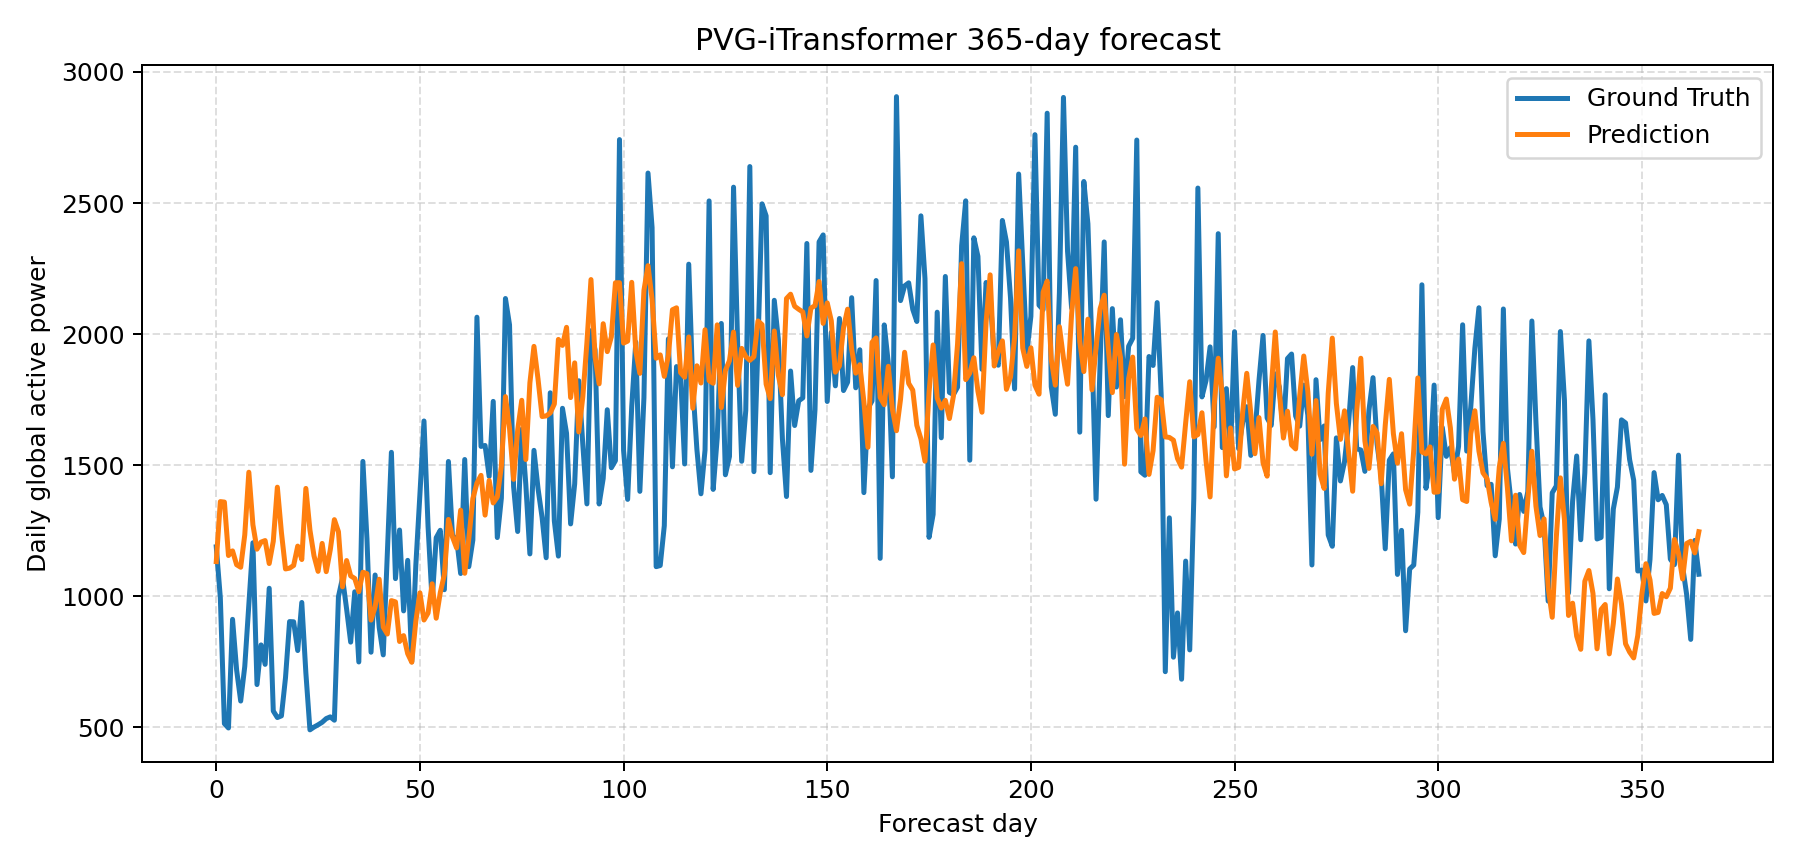 PVG-iTransformer 365-day forecast
Ground Truth
Prediction
Daily global active power
3000
2500
2000
1500
1000
500
0 50 100 150 200 250 300 350
Forecast day